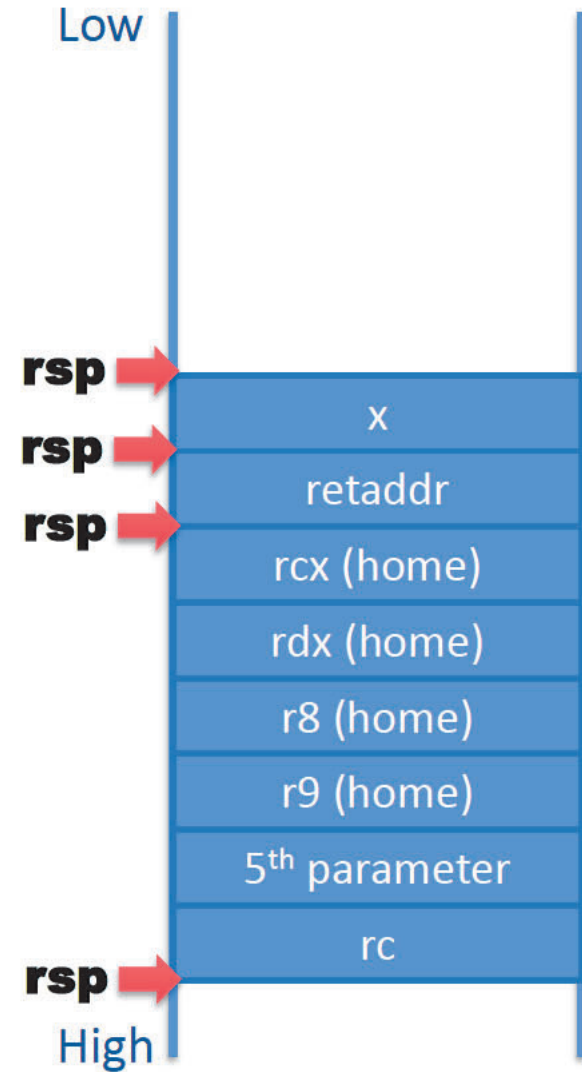 Low
rsp
x
rsp
retaddr
rsp
rcx (home)
rdx (home)
r8 (home)
r9 (home)
5th parameter
rc
rsp
High